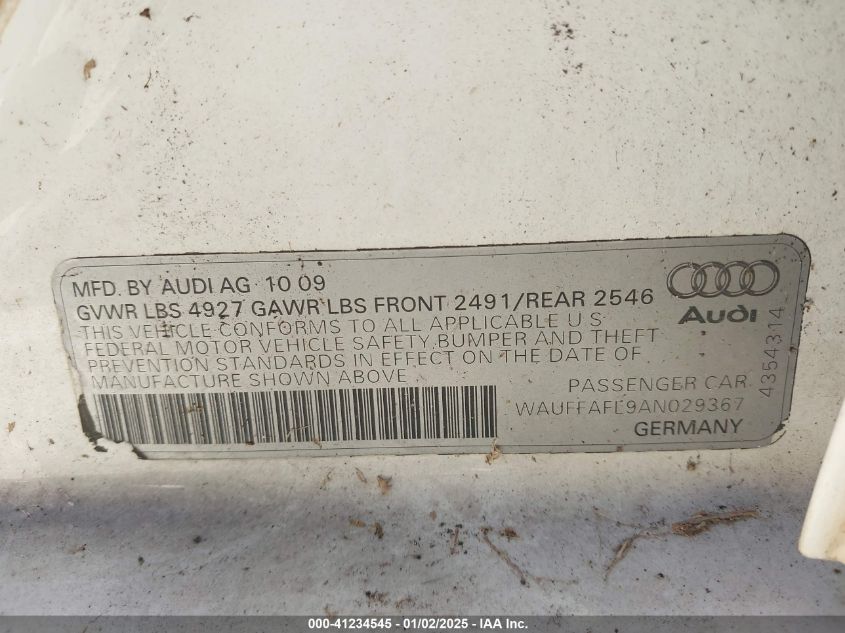 MFD. BY AUDI AG 10 09
GVWR LBS 4927 GAWR LBS FRONT 2491/REAR 2546
THIS VEHICLE CONFORMS TO ALL APPLICABLE U S
FEDERAL MOTOR VEHICLE SAFETY, BUMPER AND THEFT
PREVENTION STANDARDS IN EFFECT ON THE DATE OF
MANUFACTURE SHOWN ABOVE
Audi
PASSENGER CAR
WAUFFAFL9AN029367
GERMANY
4354314
000-41234545 - 01/02/2025 - IAA Inc.